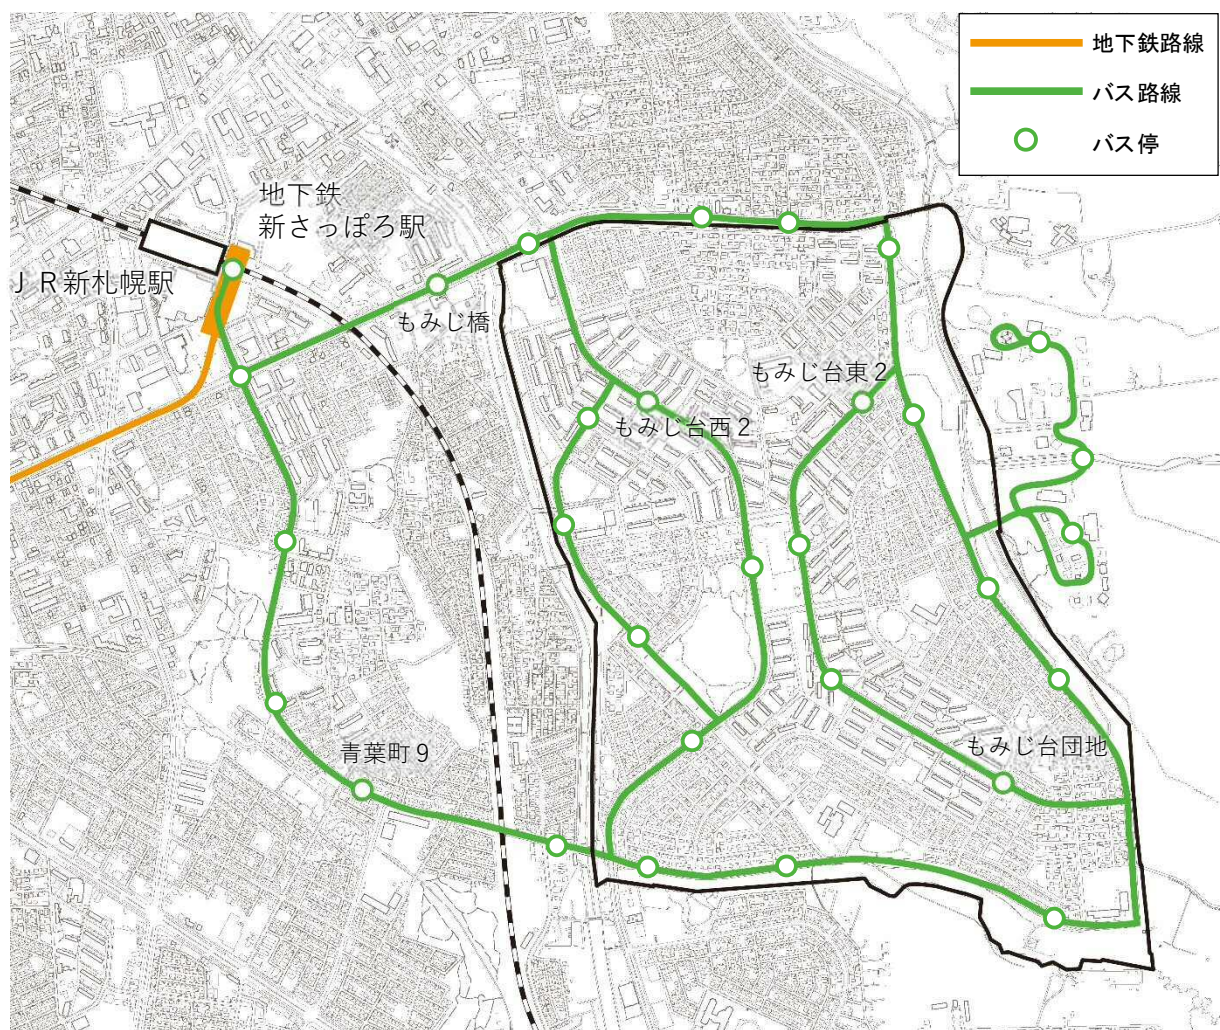 地下鉄路線
バス路線
バス停
地下鉄
新さっぽろ駅
ＪＲ新札幌駅
もみじ橋
もみじ台東２
もみじ台西２
もみじ台団地
青葉町９